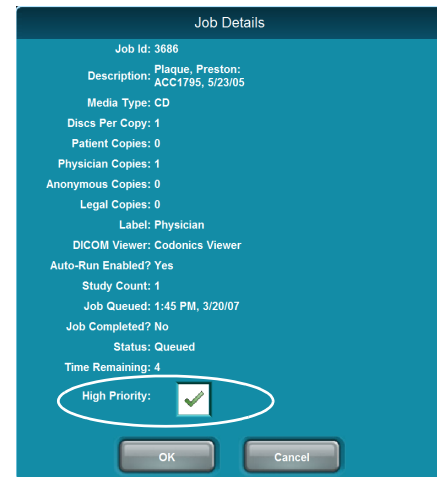 Job Details
Job Id: 3686
Description: Plaque, Preston:
ACC1795, 5/23/05
Media Type: CD
Discs Per Copy: 1
Patient Copies: 0
Physician Copies: 1
Anonymous Copies: 0
Legal Copies: 0
Label: Physician
DICOM Viewer: Codonics Viewer
Auto-Run Enabled? Yes
Study Count: 1
Job Queued: 1:45 PM, 3/20/07
Job Completed? No
Status: Queued
Time Remaining: 4
High Priority:
OK Cancel